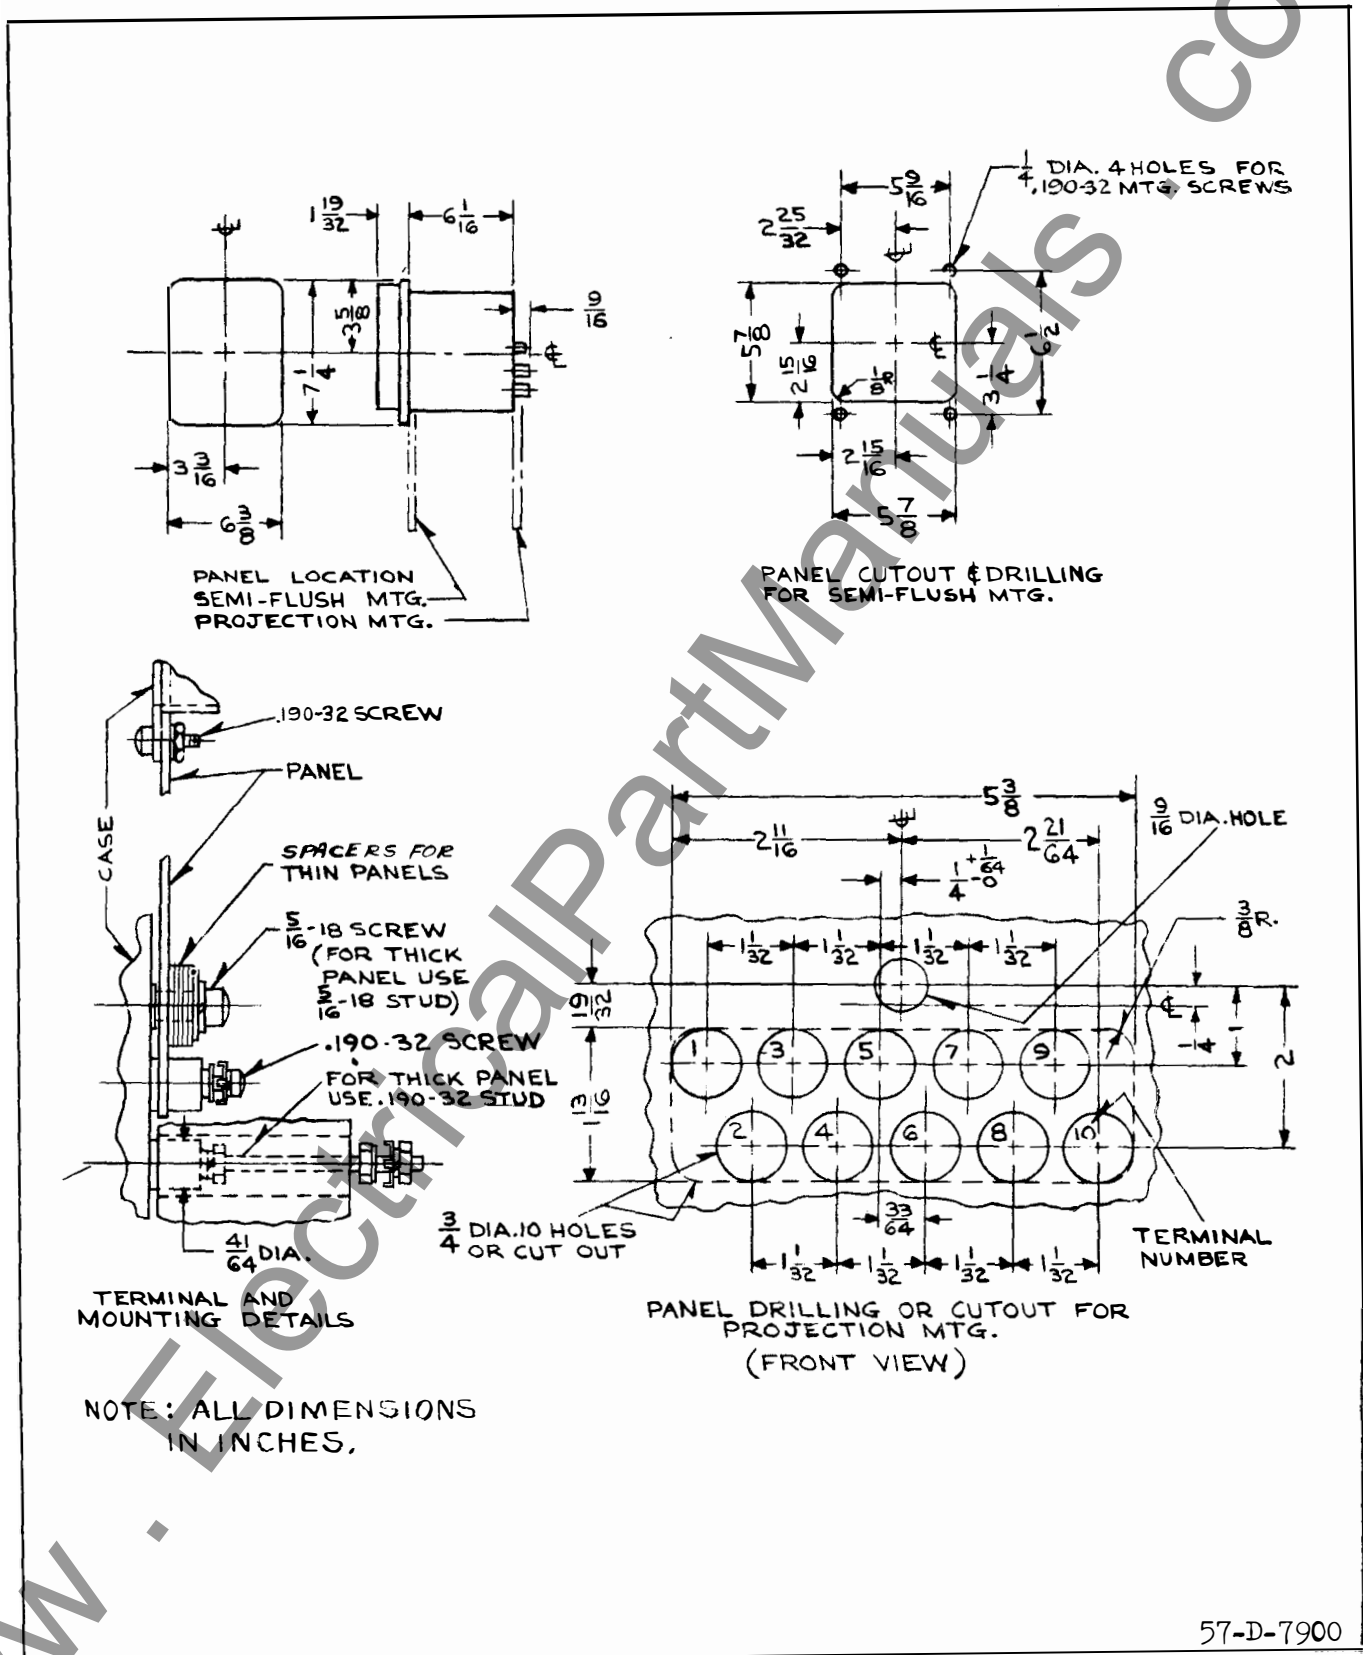 1 19/32
6 1/16
9/16
3 5/8
7 1/4
3 3/16
6 3/8
PANEL LOCATION
SEMI-FLUSH MTG.
PROJECTION MTG.
1/4 DIA. 4 HOLES FOR
.190-32 MTG. SCREWS
5 9/16
2 25/32
5 7/8
2 15/16
1/8 R
3 1/4
6 1/2
2 15/16
5 7/8
PANEL CUTOUT & DRILLING
FOR SEMI-FLUSH MTG.
.190-32 SCREW
PANEL
CASE
SPACERS FOR
THIN PANELS
5/16-18 SCREW
(FOR THICK
PANEL USE
5/16-18 STUD)
.190-32 SCREW
FOR THICK PANEL
USE .190-32 STUD
41/64 DIA.
TERMINAL AND
MOUNTING DETAILS
5 3/8
2 11/16
2 21/64
1/4 +1/64 -0
9/16 DIA. HOLE
3/8 R.
1 1/32
1 1/32
1 1/32
1 1/32
19/32
1 13/16
1/4
1
2
1
3
5
7
9
2
4
6
8
10
3/4 DIA. 10 HOLES
OR CUT OUT
33/64
1 1/32
1 1/32
1 1/32
1 1/32
TERMINAL
NUMBER
PANEL DRILLING OR CUTOUT FOR
PROJECTION MTG.
(FRONT VIEW)
NOTE: ALL DIMENSIONS
IN INCHES.
57-D-7900
w . ElectricalPartManuals . co